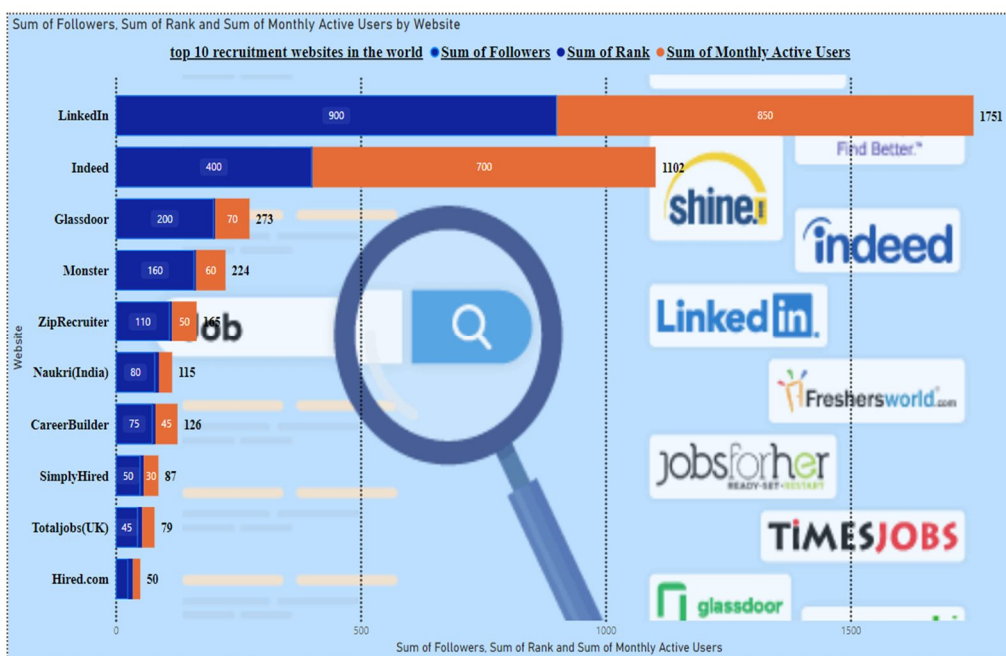 Sum of Followers, Sum of Rank and Sum of Monthly Active Users by Website
top 10 recruitment websites in the world Sum of Followers Sum of Rank Sum of Monthly Active Users
LinkedIn 900 850 1751
Indeed 400 700 1102
Glassdoor 200 70 273
Monster 160 60 224
ZipRecruiter 110 50 165
Naukri(India) 80 115
CareerBuilder 75 45 126
SimplyHired 50 30 87
Totaljobs(UK) 45 79
Hired.com 50
Website
0 500 1000 1500
Sum of Followers, Sum of Rank and Sum of Monthly Active Users
Job
Find Better.™
shine.
indeed
Linked in.
Freshersworld.com
jobsforher
READY-SET-RESTART
TiMESJOBS
glassdoor